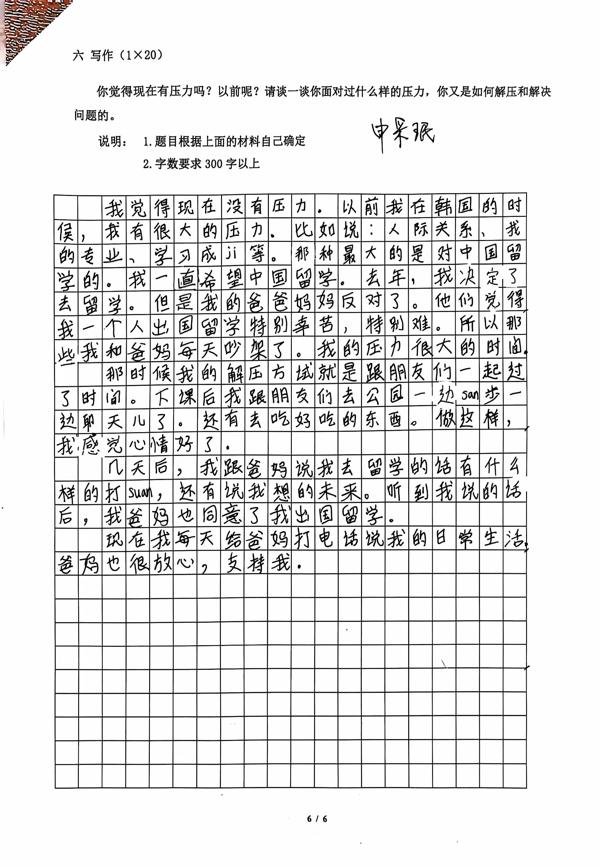 六 写作（1×20）
你觉得现在有压力吗？以前呢？请谈一谈你面对过什么样的压力，你又是如何解压和解决
问题的。
说明： 1.题目根据上面的材料自己确定
2.字数要求 300 字以上
申采珉
我觉得现在没有压力．以前我在韩国的时
候，我有很大的压力．比如说：人际关系、我
的专业、学习成ji等。那种最大的是对中国留
学的．我一直希望中国留学．去年，我决定了
去留学．但是我的爸爸妈妈反对了。他们觉得
我一个人出国留学特别辛苦，特别难．所以那
些我和爸妈每天吵架了．我的压力很大的时间．
那时候我的解压方试就是跟朋友们一起过
了时间．下课后我跟朋友们去公园一边san步一
边聊天儿了．还有去吃好吃的东西．做这样，
我感觉心情好了．
几天后，我跟爸妈说我去留学的话有什么
样的打suan，还有说我想的未来．听到我说的话
后，我爸妈也同意了我出国留学．
现在我每天给爸妈打电话说我的日常生活．
爸妈也很放心，支持我．
6 / 6